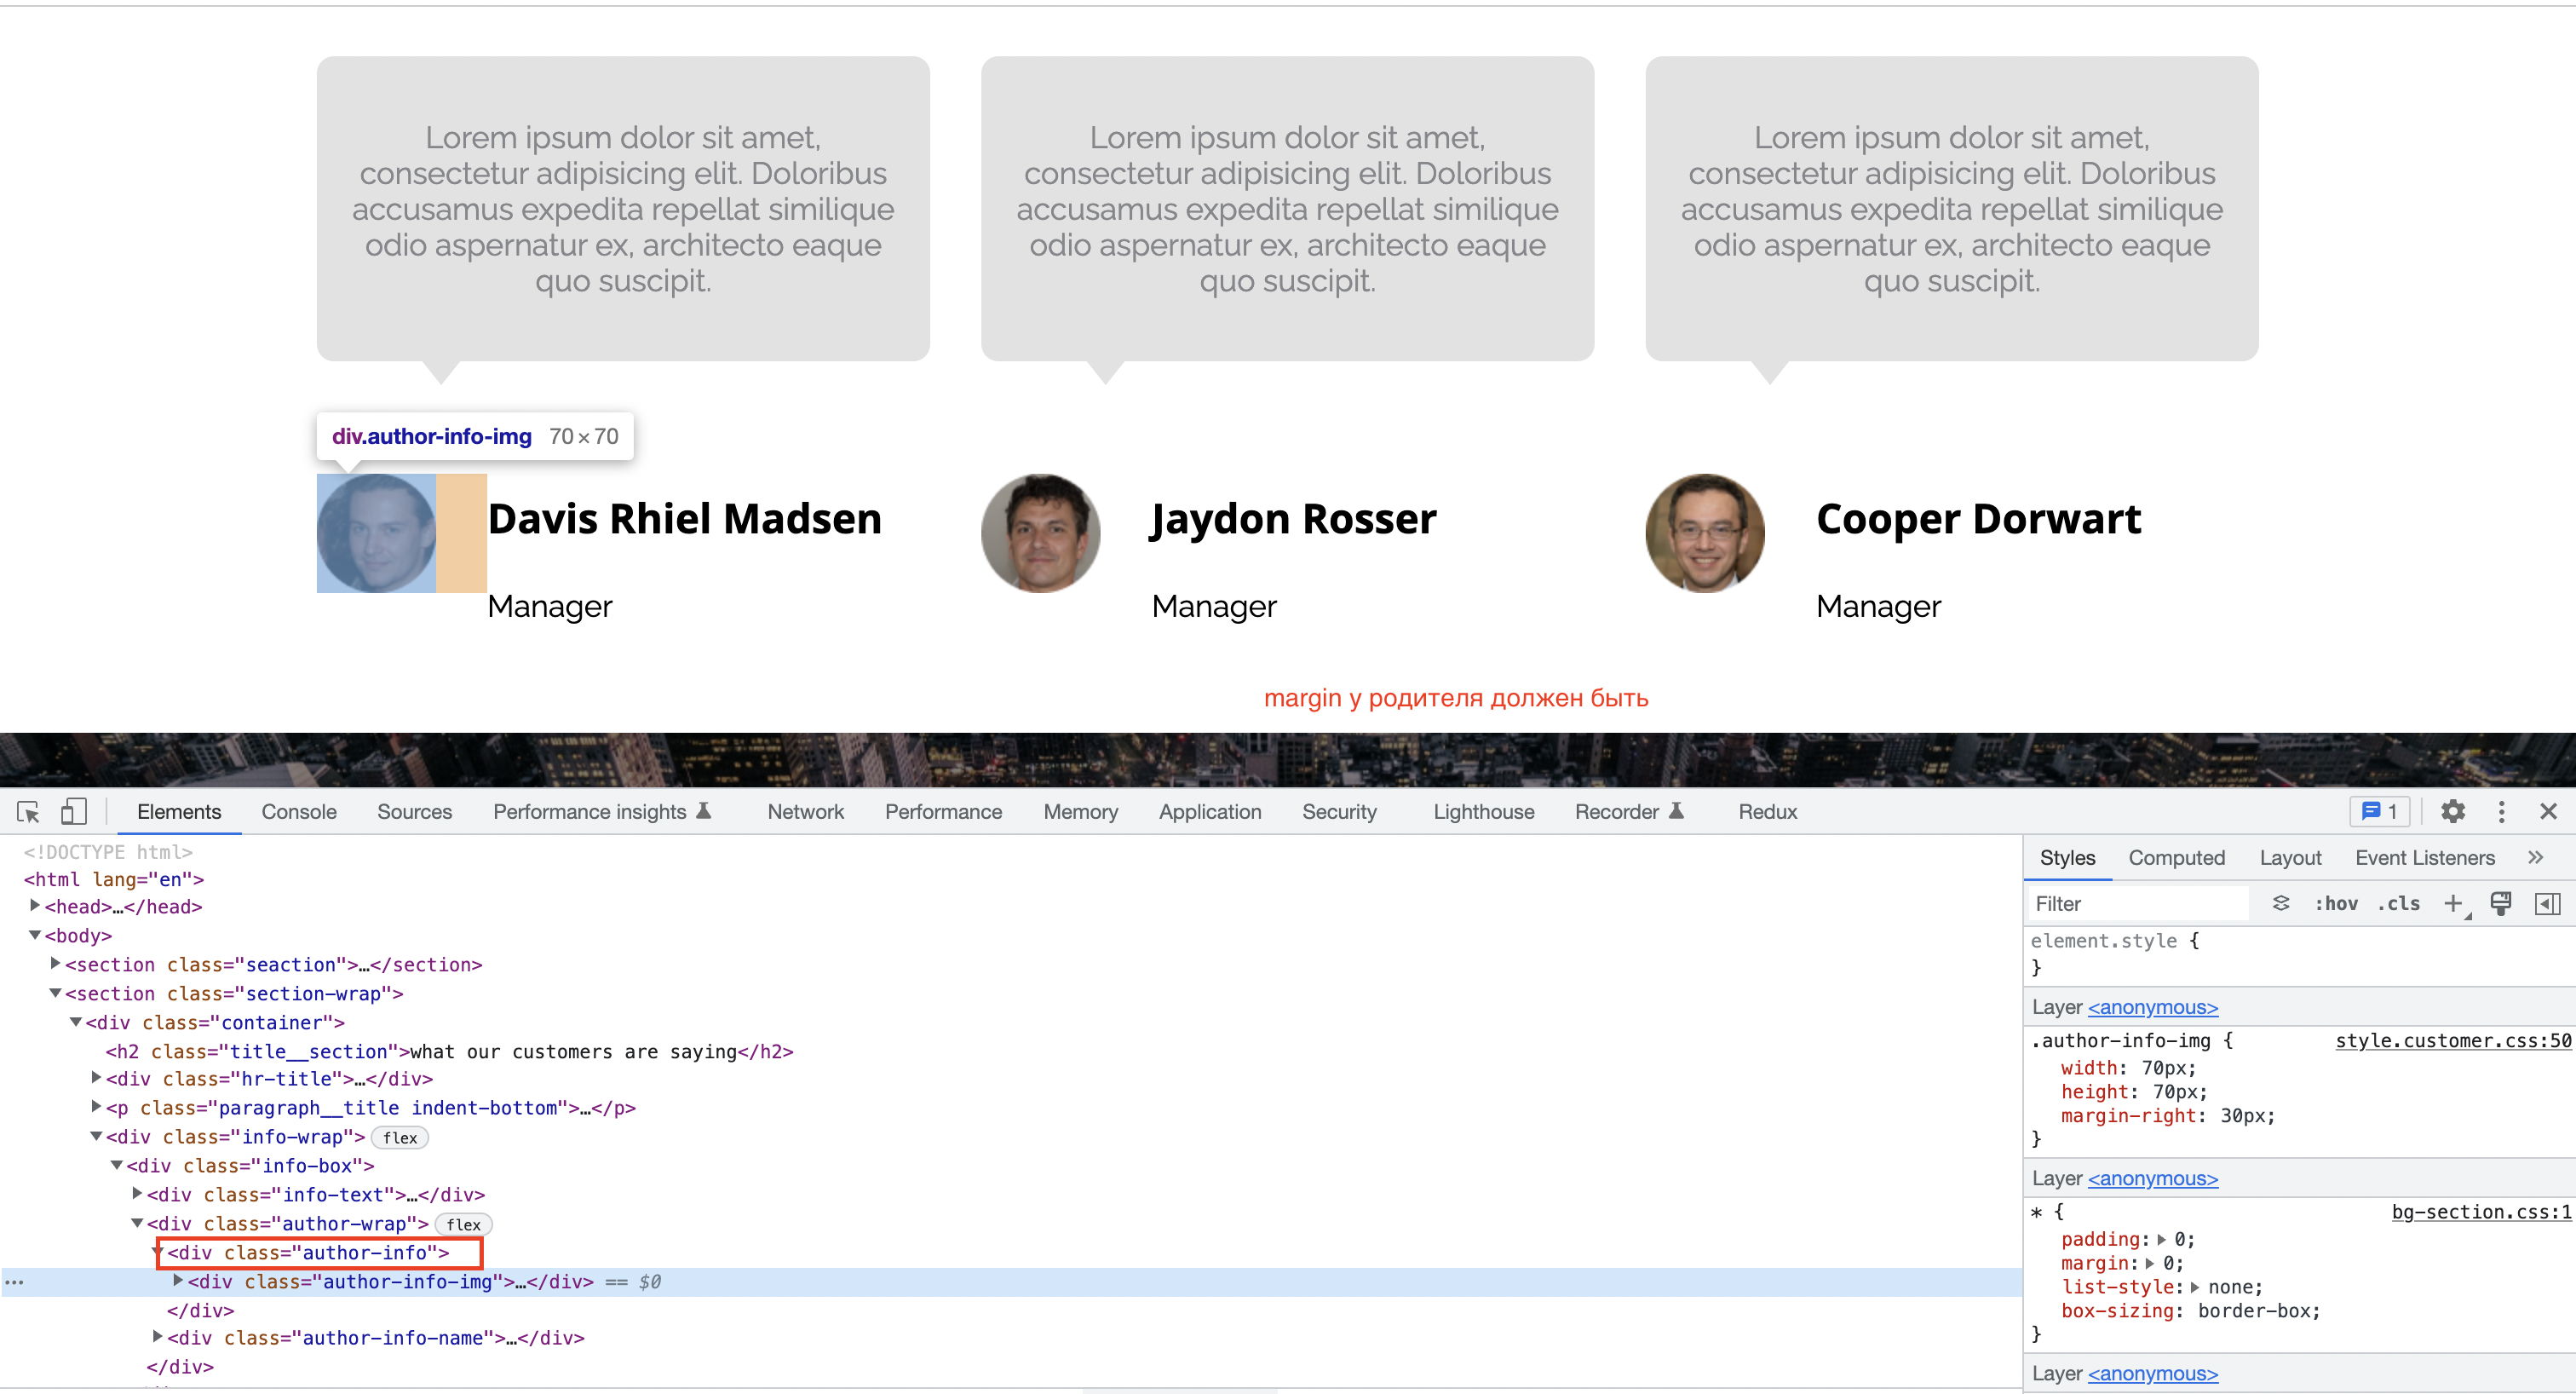 Lorem ipsum dolor sit amet,
consectetur adipisicing elit. Doloribus
accusamus expedita repellat similique
odio aspernatur ex, architecto eaque
quo suscipit.
Lorem ipsum dolor sit amet,
consectetur adipisicing elit. Doloribus
accusamus expedita repellat similique
odio aspernatur ex, architecto eaque
quo suscipit.
Lorem ipsum dolor sit amet,
consectetur adipisicing elit. Doloribus
accusamus expedita repellat similique
odio aspernatur ex, architecto eaque
quo suscipit.
div.author-info-img 70 × 70
Davis Rhiel Madsen
Manager
Jaydon Rosser
Manager
Cooper Dorwart
Manager
margin у родителя должен быть
Elements Console Sources Performance insights Network Performance Memory Application Security Lighthouse Recorder Redux 1
<!DOCTYPE html>
<html lang="en">
<head>…</head>
<body>
<section class="seaction">…</section>
<section class="section-wrap">
<div class="container">
<h2 class="title__section">what our customers are saying</h2>
<div class="hr-title">…</div>
<p class="paragraph__title indent-bottom">…</p>
<div class="info-wrap"> flex
<div class="info-box">
<div class="info-text">…</div>
<div class="author-wrap"> flex
<div class="author-info">
<div class="author-info-img">…</div> == $0
</div>
<div class="author-info-name">…</div>
</div>
Styles Computed Layout Event Listeners
Filter :hov .cls
element.style {
}
Layer <anonymous>
.author-info-img { style.customer.css:50
width: 70px;
height: 70px;
margin-right: 30px;
}
Layer <anonymous>
* { bg-section.css:1
padding: 0;
margin: 0;
list-style: none;
box-sizing: border-box;
}
Layer <anonymous>